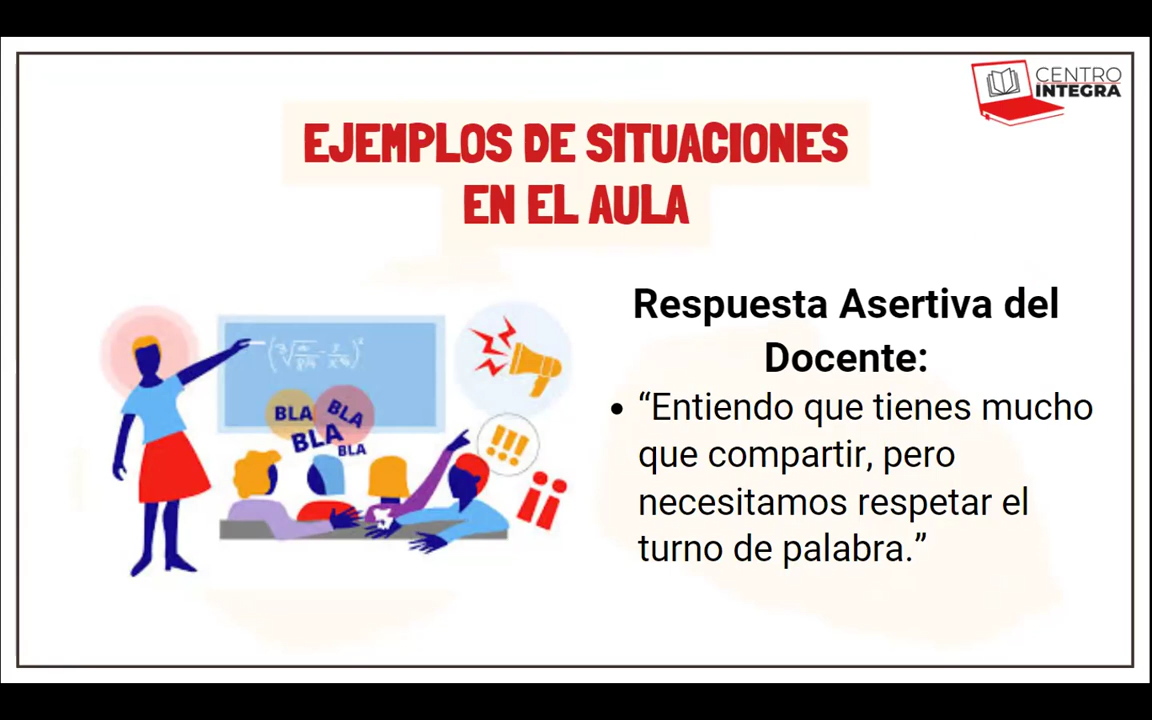 CENTRO
INTEGRA
EJEMPLOS DE SITUACIONES
EN EL AULA
Respuesta Asertiva del
Docente:
• “Entiendo que tienes mucho
que compartir, pero
necesitamos respetar el
turno de palabra.”
BLA
BLA
BLA
BLA
!!!
¡¡